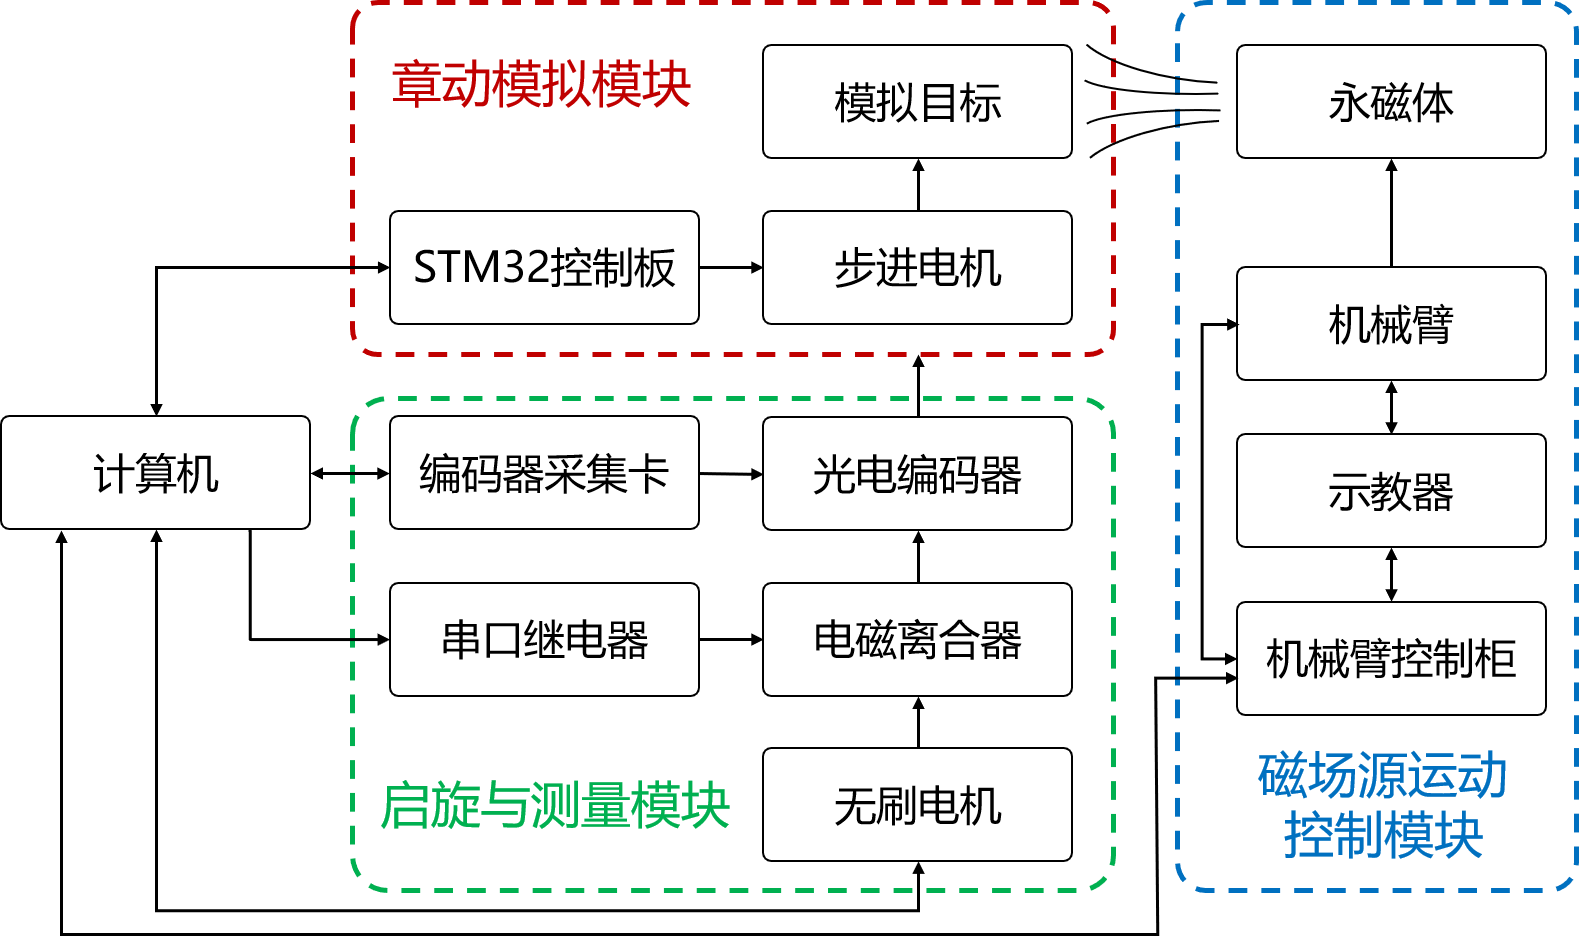 章动模拟模块
模拟目标
永磁体
STM32控制板
步进电机
机械臂
计算机
编码器采集卡
光电编码器
示教器
串口继电器
电磁离合器
机械臂控制柜
启旋与测量模块
无刷电机
磁场源运动
控制模块